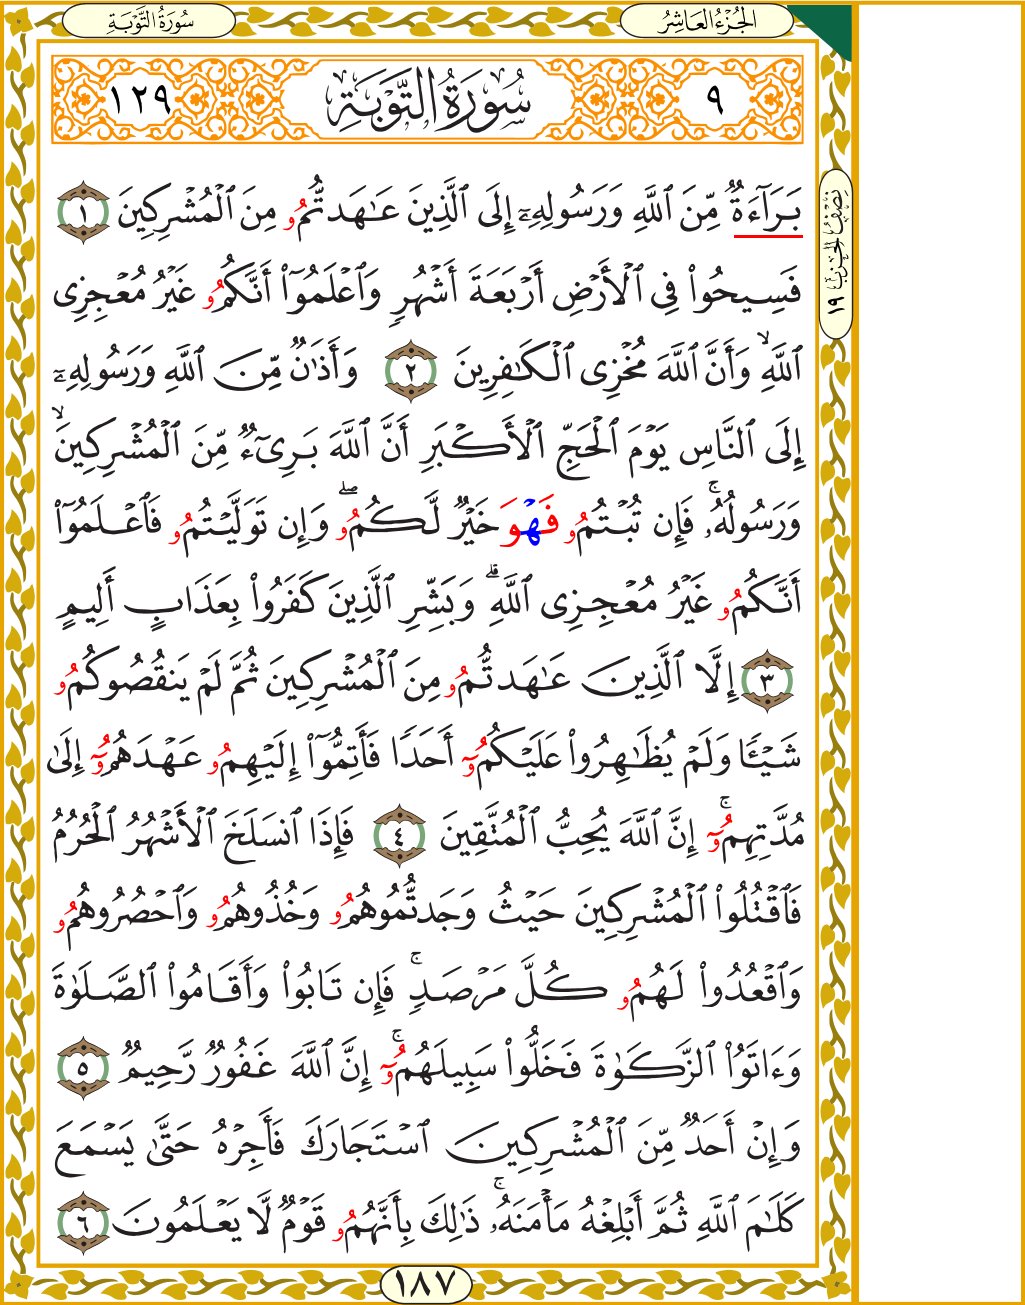 سُورَةُ التَّوْبَةِ
الجُزْءُ العَاشِرُ
٩
سُورَةُ التَّوْبَةِ
١٢٩
نِصْفُ الحِزْبِ ١٩
بَرَآءَةٌ مِّنَ ٱللَّهِ وَرَسُولِهِۦٓ إِلَى ٱلَّذِينَ عَـٰهَدتُّمُو مِنَ ٱلْمُشْرِكِينَ ١
فَسِيحُوا۟ فِى ٱلْأَرْضِ أَرْبَعَةَ أَشْهُرٍ وَٱعْلَمُوٓا۟ أَنَّكُمُو غَيْرُ مُعْجِزِى
ٱللَّهِ ۙ وَأَنَّ ٱللَّهَ مُخْزِى ٱلْكَـٰفِرِينَ ٢ وَأَذَٰنٌ مِّنَ ٱللَّهِ وَرَسُولِهِۦٓ
إِلَى ٱلنَّاسِ يَوْمَ ٱلْحَجِّ ٱلْأَكْبَرِ أَنَّ ٱللَّهَ بَرِىٓءٌ مِّنَ ٱلْمُشْرِكِينَ ۙ
وَرَسُولُهُۥ ۚ فَإِن تُبْتُمُو فَهْوَ خَيْرٌ لَّكُمُو ۖ وَإِن تَوَلَّيْتُمُو فَٱعْلَمُوٓا۟
أَنَّكُمُو غَيْرُ مُعْجِزِى ٱللَّهِ ۗ وَبَشِّرِ ٱلَّذِينَ كَفَرُوا۟ بِعَذَابٍ أَلِيمٍ
٣ إِلَّا ٱلَّذِينَ عَـٰهَدتُّمُو مِنَ ٱلْمُشْرِكِينَ ثُمَّ لَمْ يَنقُصُوكُمُو
شَيْـًٔا وَلَمْ يُظَـٰهِرُوا۟ عَلَيْكُمُوٓ أَحَدًا فَأَتِمُّوٓا۟ إِلَيْهِمُو عَهْدَهُمُوٓ إِلَىٰ
مُدَّتِهِمُوٓ ۚ إِنَّ ٱللَّهَ يُحِبُّ ٱلْمُتَّقِينَ ٤ فَإِذَا ٱنسَلَخَ ٱلْأَشْهُرُ ٱلْحُرُمُ
فَٱقْتُلُوا۟ ٱلْمُشْرِكِينَ حَيْثُ وَجَدتُّمُوهُمُو وَخُذُوهُمُو وَٱحْصُرُوهُمُو
وَٱقْعُدُوا۟ لَهُمُو كُلَّ مَرْصَدٍ ۚ فَإِن تَابُوا۟ وَأَقَامُوا۟ ٱلصَّلَوٰةَ
وَءَاتَوُا۟ ٱلزَّكَوٰةَ فَخَلُّوا۟ سَبِيلَهُمُوٓ ۚ إِنَّ ٱللَّهَ غَفُورٌ رَّحِيمٌ ٥
وَإِنْ أَحَدٌ مِّنَ ٱلْمُشْرِكِينَ ٱسْتَجَارَكَ فَأَجِرْهُ حَتَّىٰ يَسْمَعَ
كَلَـٰمَ ٱللَّهِ ثُمَّ أَبْلِغْهُ مَأْمَنَهُۥ ۚ ذَٰلِكَ بِأَنَّهُمُو قَوْمٌ لَّا يَعْلَمُونَ ٦
١٨٧